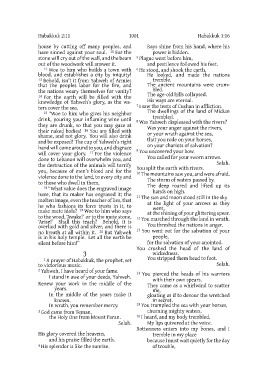 Habakkuk 2:11 1001 Habakkuk 3:16
house by cutting off many peoples, and
have sinned against your soul. 11 For the
stone will cry out of the wall, and the beam
out of the woodwork will answer it.
12 Woe to him who builds a town with
blood, and establishes a city by iniquity!
13 Behold, isn’t it from Yahweh of Armies
that the peoples labor for the fire, and
the nations weary themselves for vanity?
14 For the earth will be filled with the
knowledge of Yahweh’s glory, as the wa-
ters cover the sea.
15 “Woe to him who gives his neighbor
drink, pouring your inflaming wine until
they are drunk, so that you may gaze at
their naked bodies! 16 You are filled with
shame, and not glory. You will also drink
and be exposed! The cup of Yahweh’s right
hand will come around to you, and disgrace
will cover your glory. 17 For the violence
done to Lebanon will overwhelm you, and
the destruction of the animals will terrify
you, because of men’s blood and for the
violence done to the land, to every city and
to those who dwell in them.
18 “What value does the engraved image
have, that its maker has engraved it; the
molten image, even the teacher of lies, that
he who fashions its form trusts in it, to
make mute idols? 19 Woe to him who says
to the wood, ‘Awake!’ or to the mute stone,
‘Arise!’ Shall this teach? Behold, it is
overlaid with gold and silver, and there is
no breath at all within it. 20 But Yahweh
is in his holy temple. Let all the earth be
silent before him!”
3
1 A prayer of Habakkuk, the prophet, set
to victorious music.
2 Yahweh, I have heard of your fame.
I stand in awe of your deeds, Yahweh.
Renew your work in the middle of the
years.
In the middle of the years make it
known.
In wrath, you remember mercy.
3 God came from Teman,
the Holy One from Mount Paran.
Selah.
His glory covered the heavens,
and his praise filled the earth.
4 His splendor is like the sunrise.
Rays shine from his hand, where his
power is hidden.
5 Plague went before him,
and pestilence followed his feet.
6 He stood, and shook the earth.
He looked, and made the nations
tremble.
The ancient mountains were crum-
bled.
The age-old hills collapsed.
His ways are eternal.
7 I saw the tents of Cushan in affliction.
The dwellings of the land of Midian
trembled.
8 Was Yahweh displeased with the rivers?
Was your anger against the rivers,
or your wrath against the sea,
that you rode on your horses,
on your chariots of salvation?
9 You uncovered your bow.
You called for your sworn arrows.
Selah.
You split the earth with rivers.
10 The mountains saw you, and were afraid.
The storm of waters passed by.
The deep roared and lifted up its
hands on high.
11 The sun and moon stood still in the sky
at the light of your arrows as they
went,
at the shining of your glittering spear.
12 You marched through the land in wrath.
You threshed the nations in anger.
13 You went out for the salvation of your
people,
for the salvation of your anointed.
You crushed the head of the land of
wickedness.
You stripped them head to foot.
Selah.
14 You pierced the heads of his warriors
with their own spears.
They came as a whirlwind to scatter
me,
gloating as if to devour the wretched
in secret.
15 You trampled the sea with your horses,
churning mighty waters.
16 I heard, and my body trembled.
My lips quivered at the voice.
Rottenness enters into my bones, and I
tremble in my place
because I must wait quietly for the day
of trouble,